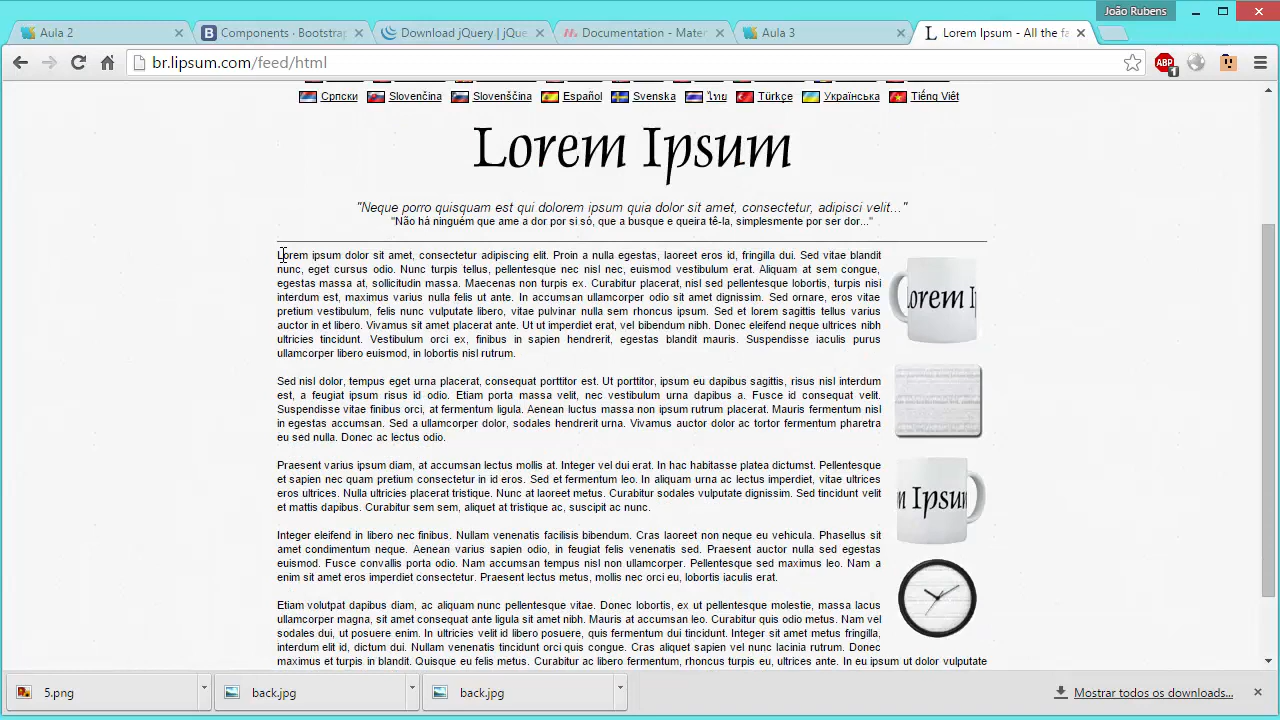 João Rubens
Aula 2
Components · Bootstrap
Download jQuery | jQue
Documentation - Mater
Aula 3
Lorem Ipsum - All the fa
br.lipsum.com/feed/html
ABP
1
Српски Slovenčina Slovenščina Español Svenska ไทย Türkçe Українська Tiếng Việt
Lorem Ipsum
"Neque porro quisquam est qui dolorem ipsum quia dolor sit amet, consectetur, adipisci velit..."
"Não há ninguém que ame a dor por si só, que a busque e queira tê-la, simplesmente por ser dor..."
Lorem ipsum dolor sit amet, consectetur adipiscing elit. Proin a nulla egestas, laoreet eros id, fringilla dui. Sed vitae blandit
nunc, eget cursus odio. Nunc turpis tellus, pellentesque nec nisl nec, euismod vestibulum erat. Aliquam at sem congue,
egestas massa at, sollicitudin massa. Maecenas non turpis ex. Curabitur placerat, nisl sed pellentesque lobortis, turpis nisi
interdum est, maximus varius nulla felis ut ante. In accumsan ullamcorper odio sit amet dignissim. Sed ornare, eros vitae
pretium vestibulum, felis nunc vulputate libero, vitae pulvinar nulla sem rhoncus ipsum. Sed et lorem sagittis tellus varius
auctor in et libero. Vivamus sit amet placerat ante. Ut ut imperdiet erat, vel bibendum nibh. Donec eleifend neque ultrices nibh
ultricies tincidunt. Vestibulum orci ex, finibus in sapien hendrerit, egestas blandit mauris. Suspendisse iaculis purus
ullamcorper libero euismod, in lobortis nisl rutrum.
Sed nisl dolor, tempus eget urna placerat, consequat porttitor est. Ut porttitor, ipsum eu dapibus sagittis, risus nisl interdum
est, a feugiat ipsum risus id odio. Etiam porta massa velit, nec vestibulum urna dapibus a. Fusce id consequat velit.
Suspendisse vitae finibus orci, at fermentum ligula. Aenean luctus massa non ipsum rutrum placerat. Mauris fermentum nisl
in egestas accumsan. Sed a ullamcorper dolor, sodales hendrerit urna. Vivamus auctor dolor ac tortor fermentum pharetra
eu sed nulla. Donec ac lectus odio.
Praesent varius ipsum diam, at accumsan lectus mollis at. Integer vel dui erat. In hac habitasse platea dictumst. Pellentesque
et sapien nec quam pretium consectetur in id eros. Sed et fermentum leo. In aliquam urna ac lectus imperdiet, vitae ultrices
eros ultrices. Nulla ultricies placerat tristique. Nunc at laoreet metus. Curabitur sodales vulputate dignissim. Sed tincidunt velit
et mattis dapibus. Curabitur sem sem, aliquet at tristique ac, suscipit ac nunc.
Integer eleifend in libero nec finibus. Nullam venenatis facilisis bibendum. Cras laoreet non neque eu vehicula. Phasellus sit
amet condimentum neque. Aenean varius sapien odio, in feugiat felis venenatis sed. Praesent auctor nulla sed egestas
euismod. Fusce convallis porta odio. Nam accumsan tempus nisl non ullamcorper. Pellentesque sed maximus leo. Nam a
enim sit amet eros imperdiet consectetur. Praesent lectus metus, mollis nec orci eu, lobortis iaculis erat.
Etiam volutpat dapibus diam, ac aliquam nunc pellentesque vitae. Donec lobortis, ex ut pellentesque molestie, massa lacus
ullamcorper magna, sit amet consequat ante ligula sit amet nibh. Mauris at accumsan leo. Curabitur quis odio metus. Nam vel
sodales dui, ut posuere enim. In ultricies velit id libero posuere, quis fermentum dui tincidunt. Integer sit amet metus fringilla,
interdum elit id, dictum dui. Nullam venenatis tincidunt orci quis congue. Cras aliquet sapien vel nunc lacinia rutrum. Donec
maximus et turpis in blandit. Quisque eu felis metus. Curabitur ac libero fermentum, rhoncus turpis eu, ultrices ante. In eu ipsum ut dolor vulputate
orem Ip
m Ipsum
5.png
back.jpg
back.jpg
Mostrar todos os downloads...